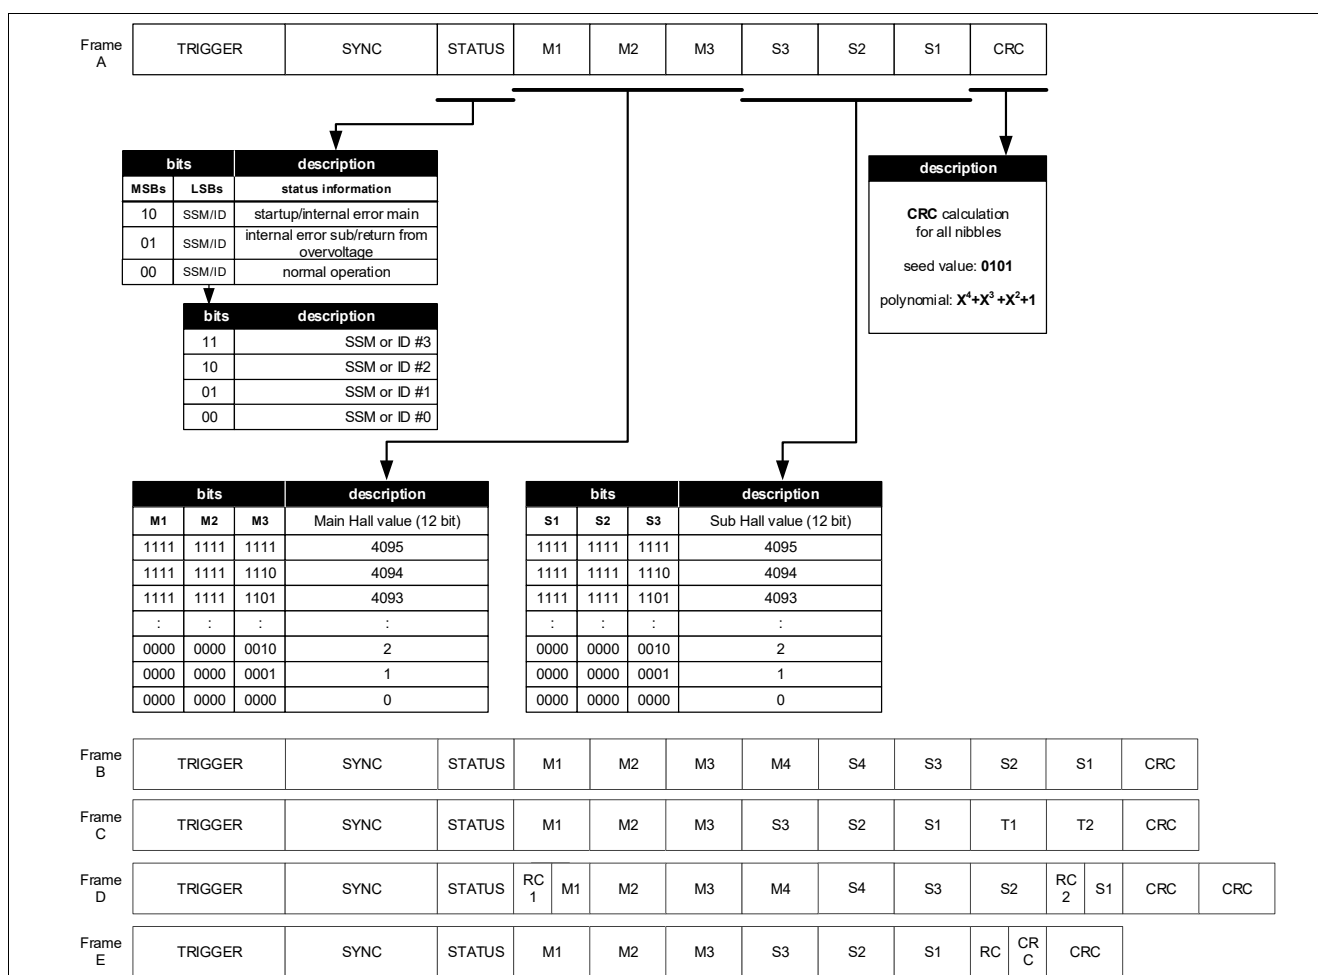 Frame A TRIGGER SYNC STATUS M1 M2 M3 S3 S2 S1 CRC
bits description
MSBs LSBs status information
10 SSM/ID startup/internal error main
01 SSM/ID internal error sub/return from overvoltage
00 SSM/ID normal operation
bits description
11 SSM or ID #3
10 SSM or ID #2
01 SSM or ID #1
00 SSM or ID #0
description
CRC calculation
for all nibbles
seed value: 0101
polynomial: X⁴+X³+X²+1
bits description
M1 M2 M3 Main Hall value (12 bit)
1111 1111 1111 4095
1111 1111 1110 4094
1111 1111 1101 4093
: : : :
0000 0000 0010 2
0000 0000 0001 1
0000 0000 0000 0
bits description
S1 S2 S3 Sub Hall value (12 bit)
1111 1111 1111 4095
1111 1111 1110 4094
1111 1111 1101 4093
: : : :
0000 0000 0010 2
0000 0000 0001 1
0000 0000 0000 0
Frame B TRIGGER SYNC STATUS M1 M2 M3 M4 S4 S3 S2 S1 CRC
Frame C TRIGGER SYNC STATUS M1 M2 M3 S3 S2 S1 T1 T2 CRC
Frame D TRIGGER SYNC STATUS RC 1 M1 M2 M3 M4 S4 S3 S2 RC 2 S1 CRC CRC
Frame E TRIGGER SYNC STATUS M1 M2 M3 S3 S2 S1 RC CR C CRC